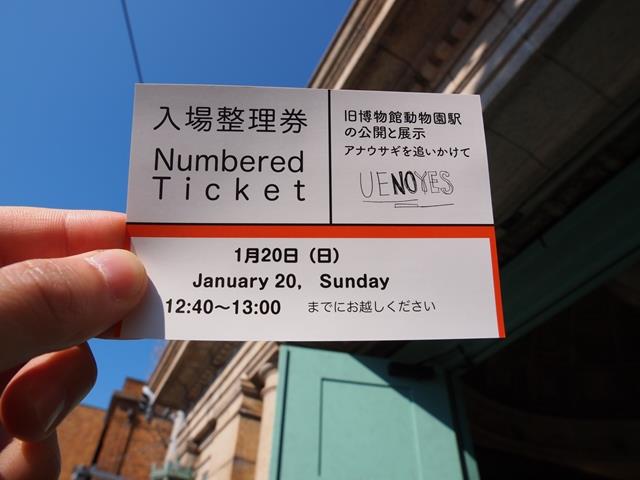 入場整理券
Numbered
Ticket
旧博物館動物園駅
の公開と展示
アナウサギを追いかけて
UENOYES
1月20日（日）
January 20, Sunday
12:40〜13:00 までにお越しください